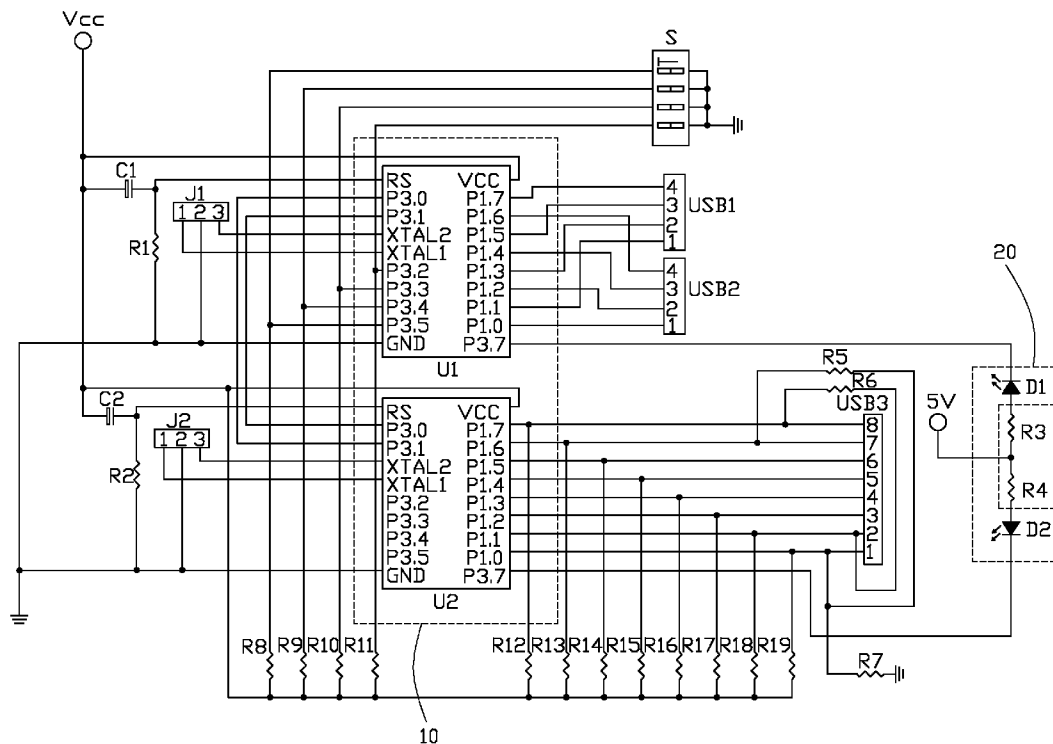 Vcc
S
C1
R1
J1
1 2 3
RS
P3.0
P3.1
XTAL2
XTAL1
P3.2
P3.3
P3.4
P3.5
GND
VCC
P1.7
P1.6
P1.5
P1.4
P1.3
P1.2
P1.1
P1.0
P3.7
U1
4
3
2
1
USB1
4
3
2
1
USB2
20
C2
R2
J2
1 2 3
RS
P3.0
P3.1
XTAL2
XTAL1
P3.2
P3.3
P3.4
P3.5
GND
VCC
P1.7
P1.6
P1.5
P1.4
P1.3
P1.2
P1.1
P1.0
P3.7
U2
R5
R6
USB3
8
7
6
5
4
3
2
1
5V
D1
R3
R4
D2
R8
R9
R10
R11
R12
R13
R14
R15
R16
R17
R18
R19
R7
10